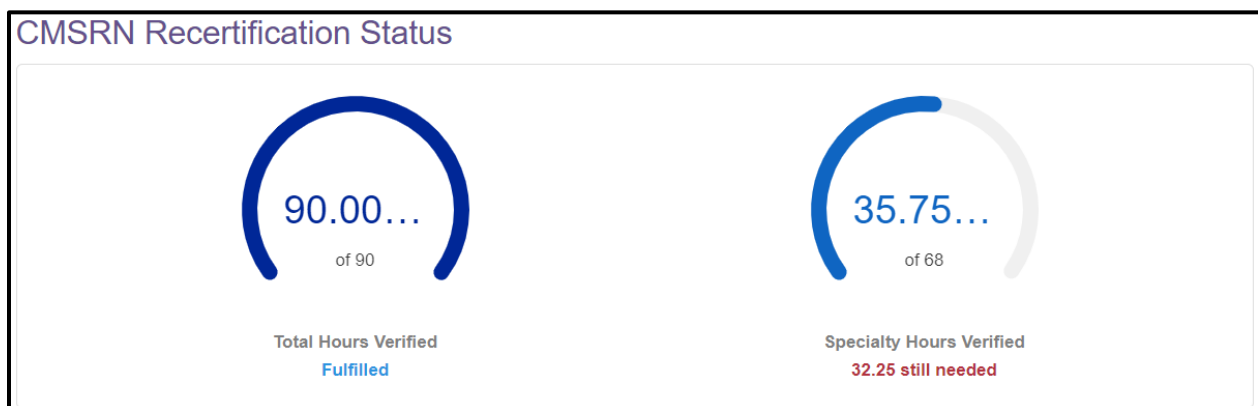 CMSRN Recertification Status
90.00...
of 90
Total Hours Verified
Fulfilled
35.75...
of 68
Specialty Hours Verified
32.25 still needed